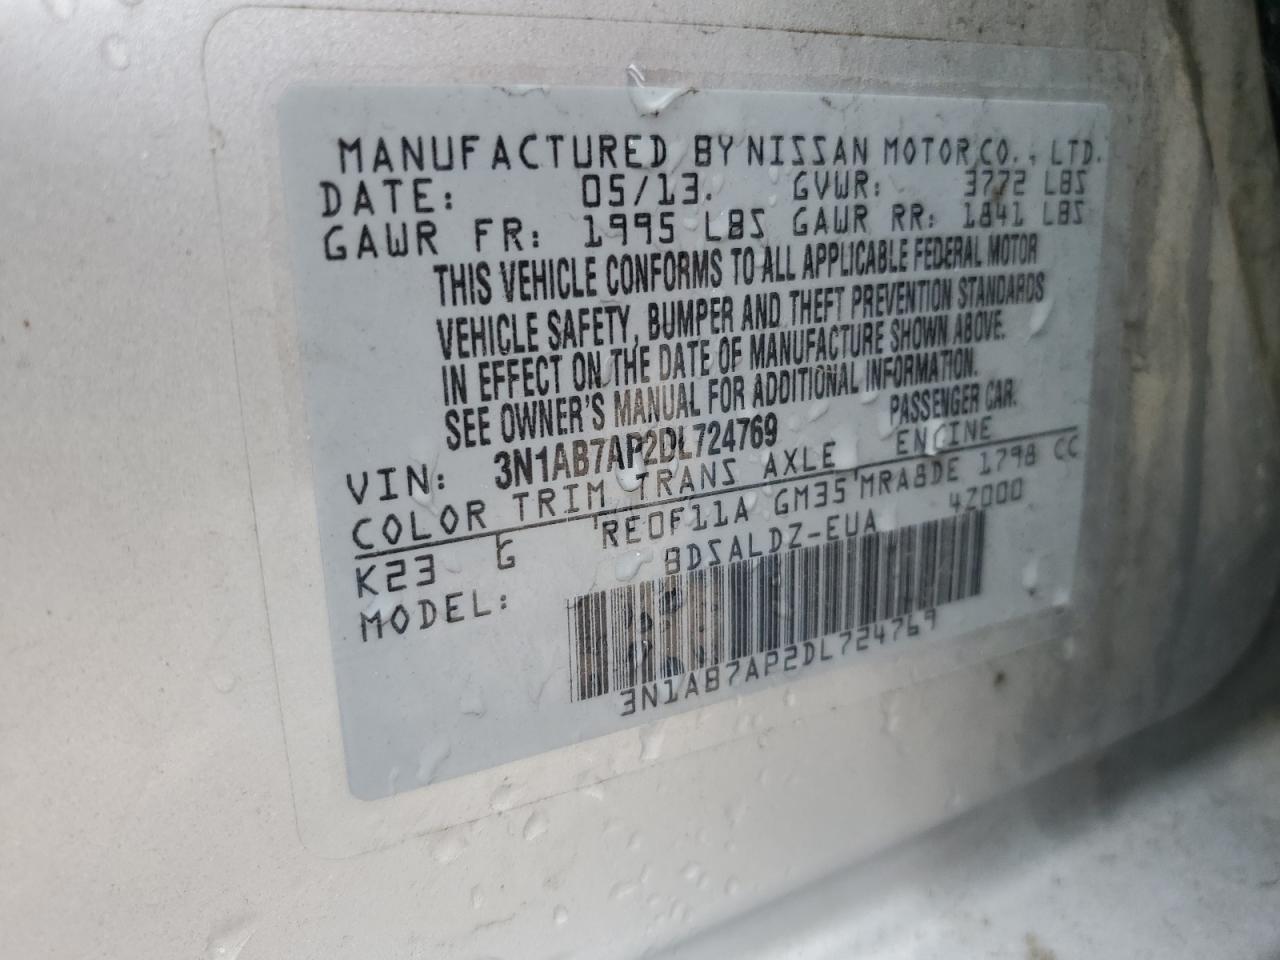 MANUFACTURED BY NISSAN MOTOR CO., LTD.
DATE: 05/13. GVWR: 3772 LBS
GAWR FR: 1995 LBS GAWR RR: 1841 LBS
THIS VEHICLE CONFORMS TO ALL APPLICABLE FEDERAL MOTOR
VEHICLE SAFETY, BUMPER AND THEFT PREVENTION STANDARDS
IN EFFECT ON THE DATE OF MANUFACTURE SHOWN ABOVE.
SEE OWNER'S MANUAL FOR ADDITIONAL INFORMATION.
VIN: 3N1AB7AP2DL724769 PASSENGER CAR.
COLOR TRIM TRANS AXLE ENGINE
K23 G RE0F11A GM35 MRA8DE 1798 CC
MODEL: BDSALDZ-EUA 4Z000
3N1AB7AP2DL724769